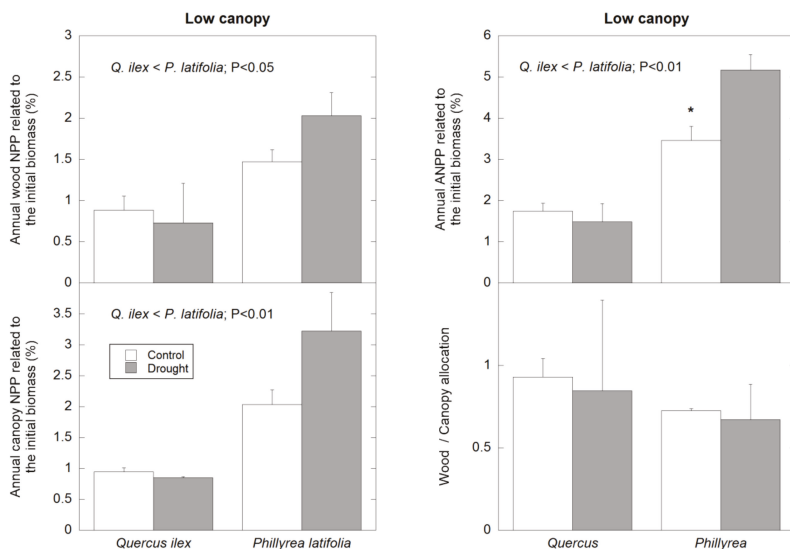 Low canopy
Annual wood NPP related to
the initial biomass (%)
3
2.5
2
1.5
1
0.5
0
Q. ilex < P. latifolia; P<0.05
Annual canopy NPP related to
the initial biomass (%)
3.5
3
2.5
2
1.5
1
0.5
0
Q. ilex < P. latifolia; P<0.01
Control
Drought
Quercus ilex
Phillyrea latifolia
Low canopy
Annual ANPP related to
the initial biomass (%)
6
5
4
3
2
1
0
Q. ilex < P. latifolia; P<0.01
*
Wood / Canopy allocation
1
0.5
0
Quercus
Phillyrea